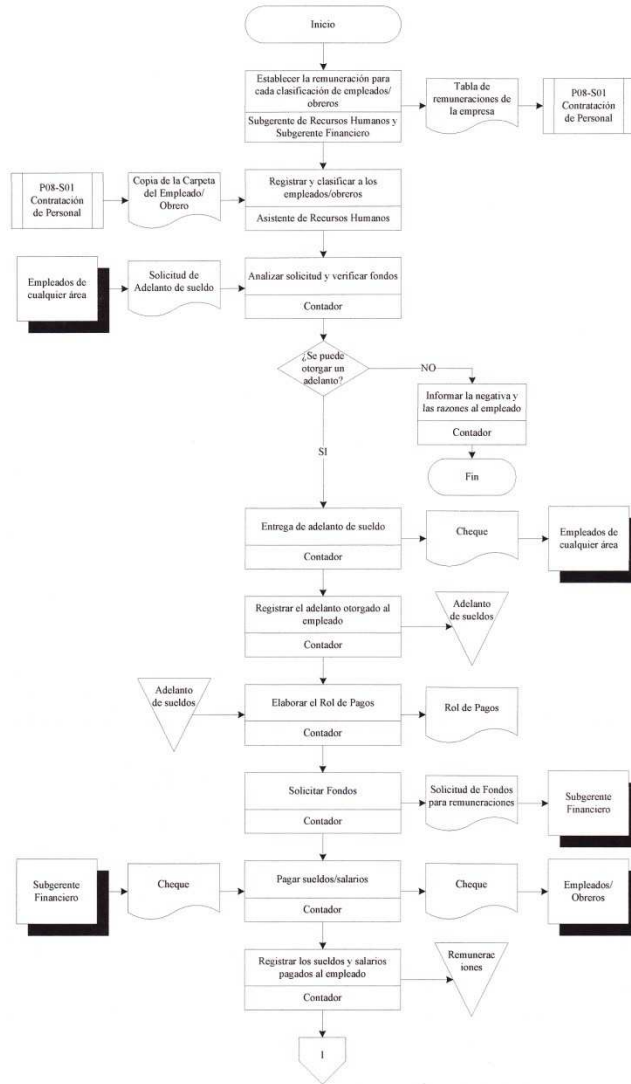 Inicio
Establecer la remuneración para
cada clasificación de empleados/
obreros
Subgerente de Recursos Humanos y
Subgerente Financiero
Tabla de
remuneraciones de
la empresa
P08-S01
Contratación
de Personal
P08-S01
Contratación
de Personal
Copia de la Carpeta
del Empleado/
Obrero
Registrar y clasificar a los
empleados/obreros
Asistente de Recursos Humanos
Empleados de
cualquier área
Solicitud de
Adelanto de sueldo
Analizar solicitud y verificar fondos
Contador
¿Se puede
otorgar un
adelanto?
NO
Informar la negativa y
las razones al empleado
Contador
Fin
SI
Entrega de adelanto de sueldo
Contador
Cheque
Empleados de
cualquier área
Registrar el adelanto otorgado al
empleado
Contador
Adelanto
de sueldos
Adelanto
de sueldos
Elaborar el Rol de Pagos
Contador
Rol de Pagos
Solicitar Fondos
Contador
Solicitud de Fondos
para remuneraciones
Subgerente
Financiero
Subgerente
Financiero
Cheque
Pagar sueldos/salarios
Contador
Cheque
Empleados/
Obreros
Registrar los sueldos y salarios
pagados al empleado
Contador
Remunerac
iones
1